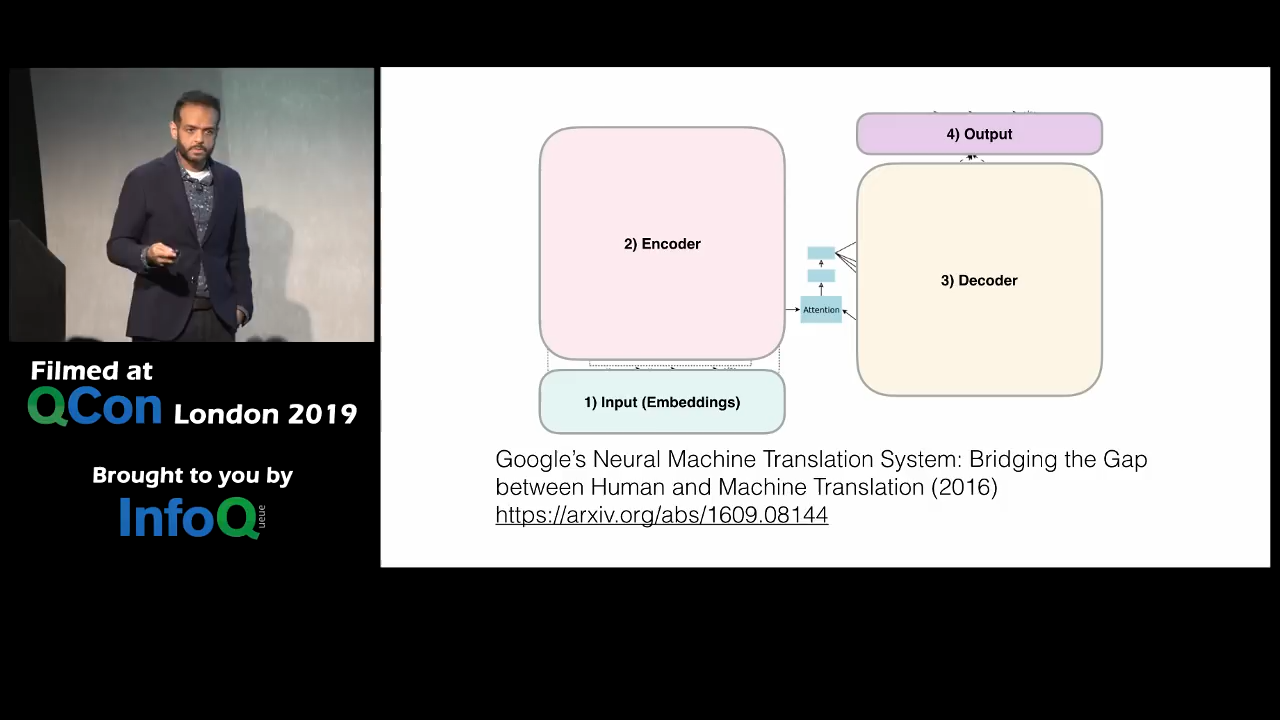 Filmed at
QCon London 2019
Brought to you by
InfoQ
ueue
4) Output
2) Encoder
3) Decoder
Attention
1) Input (Embeddings)
Google’s Neural Machine Translation System: Bridging the Gap
between Human and Machine Translation (2016)
https://arxiv.org/abs/1609.08144